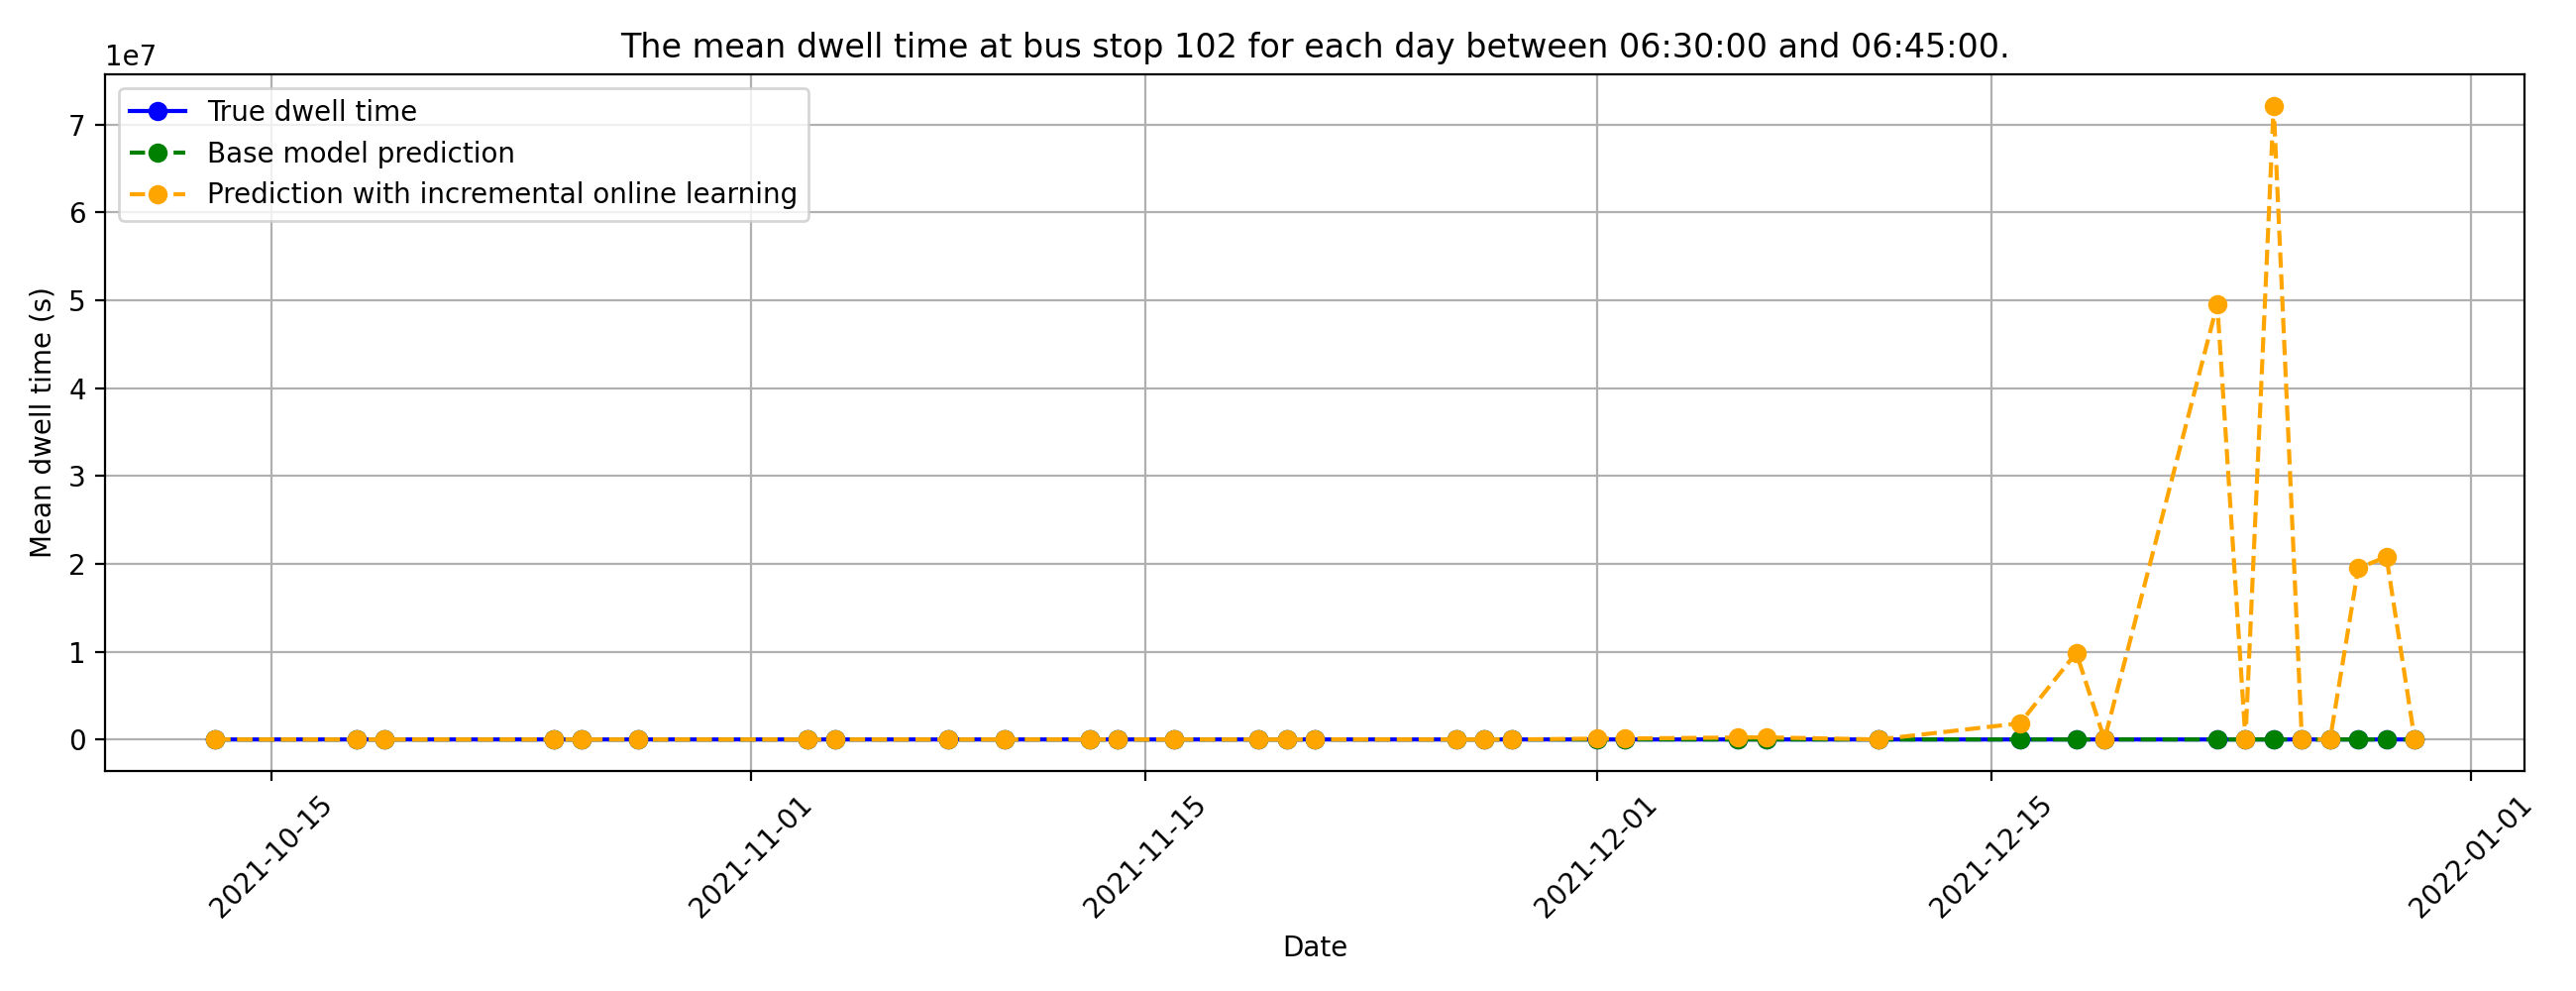 The mean dwell time at bus stop 102 for each day between 06:30:00 and 06:45:00.
1e7
True dwell time
Base model prediction
Prediction with incremental online learning
Mean dwell time (s)
7
6
5
4
3
2
1
0
2021-10-15
2021-11-01
2021-11-15
2021-12-01
2021-12-15
2022-01-01
Date